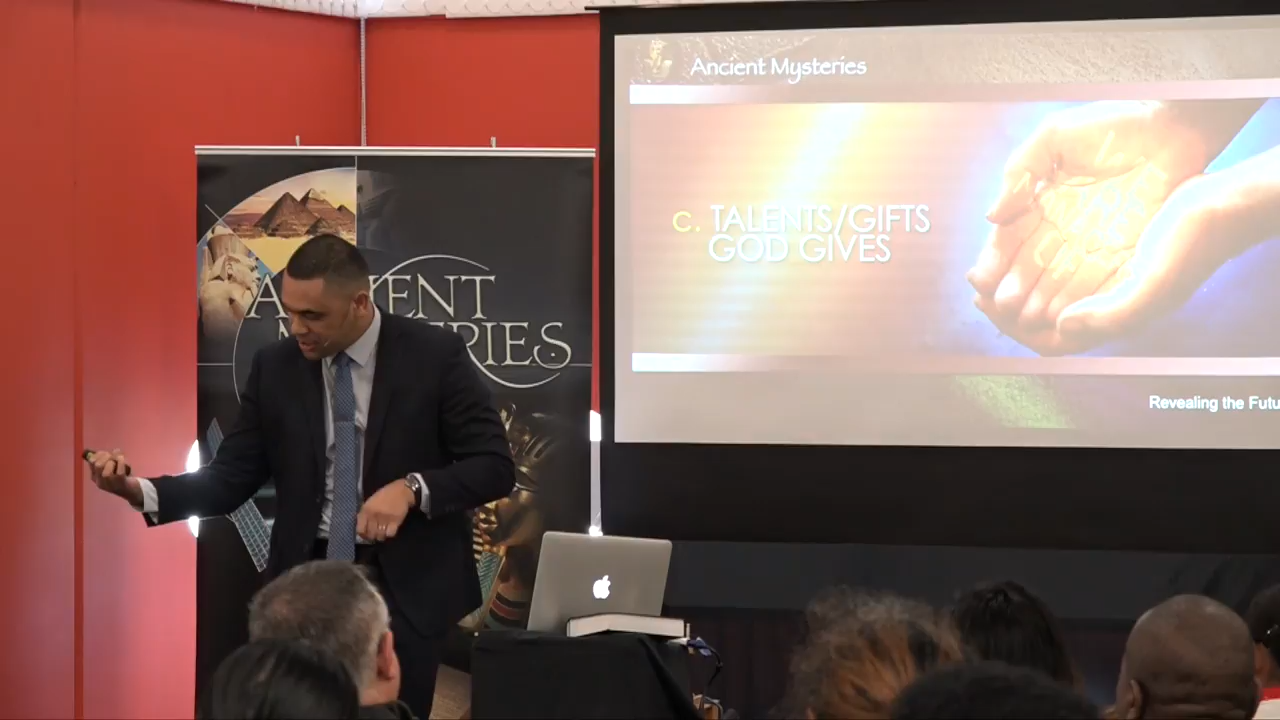 Ancient Mysteries
C. TALENTS/GIFTS
GOD GIVES
Revealing the Futu
ANCIENT
MYSTERIES